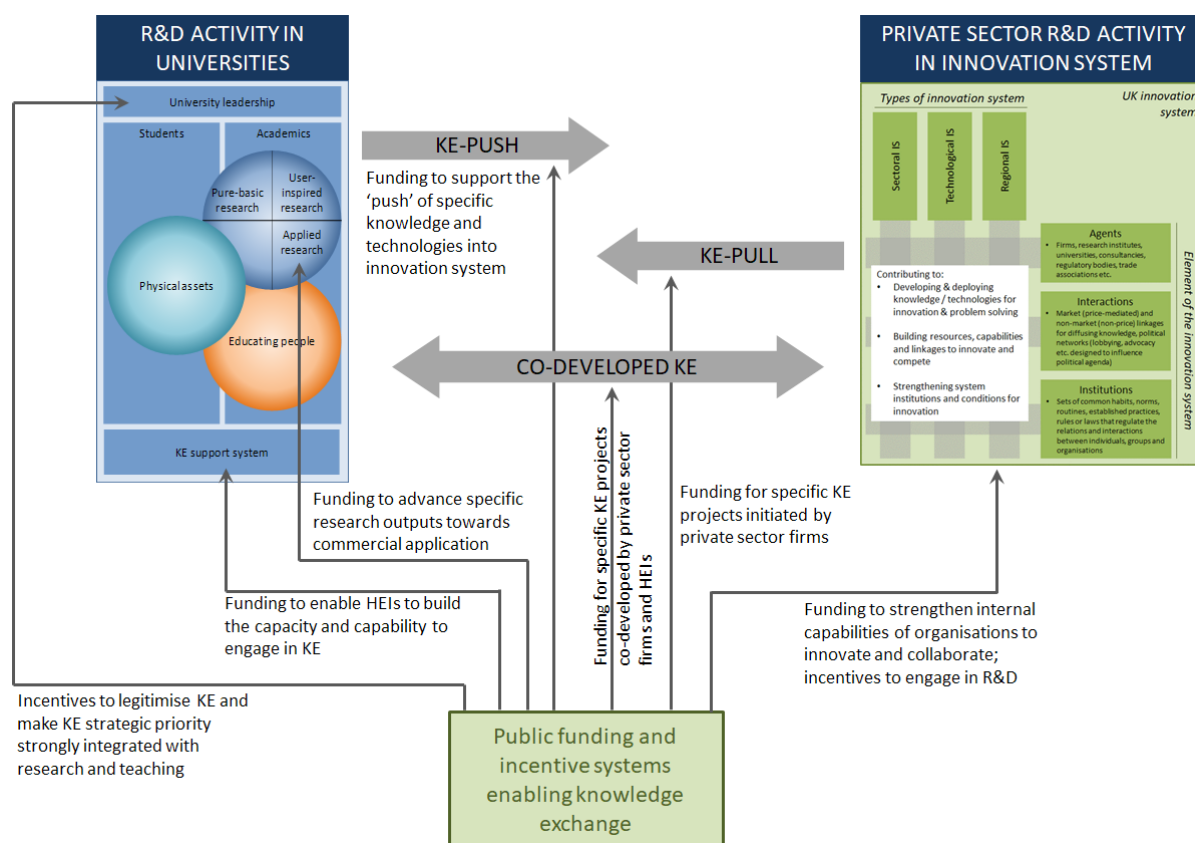 R&D ACTIVITY IN
UNIVERSITIES
University leadership
Students
Academics
Pure-basic
research
User-
inspired
research
Applied
research
Physical assets
Educating people
KE support system
KE-PUSH
Funding to support the
‘push’ of specific
knowledge and
technologies into
innovation system
KE-PULL
CO-DEVELOPED KE
PRIVATE SECTOR R&D ACTIVITY
IN INNOVATION SYSTEM
Types of innovation system
UK innovation
system
Sectoral IS
Technological IS
Regional IS
Element of the innovation system
Agents
• Firms, research institutes,
universities, consultancies,
regulatory bodies, trade
associations etc.
Interactions
• Market (price-mediated) and
non-market (non-price) linkages
for diffusing knowledge, political
networks (lobbying, advocacy
etc. designed to influence
political agenda)
Institutions
• Sets of common habits, norms,
routines, established practices,
rules or laws that regulate the
relations and interactions
between individuals, groups and
organisations
Contributing to:
• Developing & deploying
knowledge / technologies for
innovation & problem solving
• Building resources, capabilities
and linkages to innovate and
compete
• Strengthening system
institutions and conditions for
innovation
Funding to advance specific
research outputs towards
commercial application
Funding for specific KE projects
co-developed by private sector
firms and HEIs
Funding for specific KE
projects initiated by
private sector firms
Funding to enable HEIs to build
the capacity and capability to
engage in KE
Funding to strengthen internal
capabilities of organisations to
innovate and collaborate;
incentives to engage in R&D
Incentives to legitimise KE and
make KE strategic priority
strongly integrated with
research and teaching
Public funding and
incentive systems
enabling knowledge
exchange